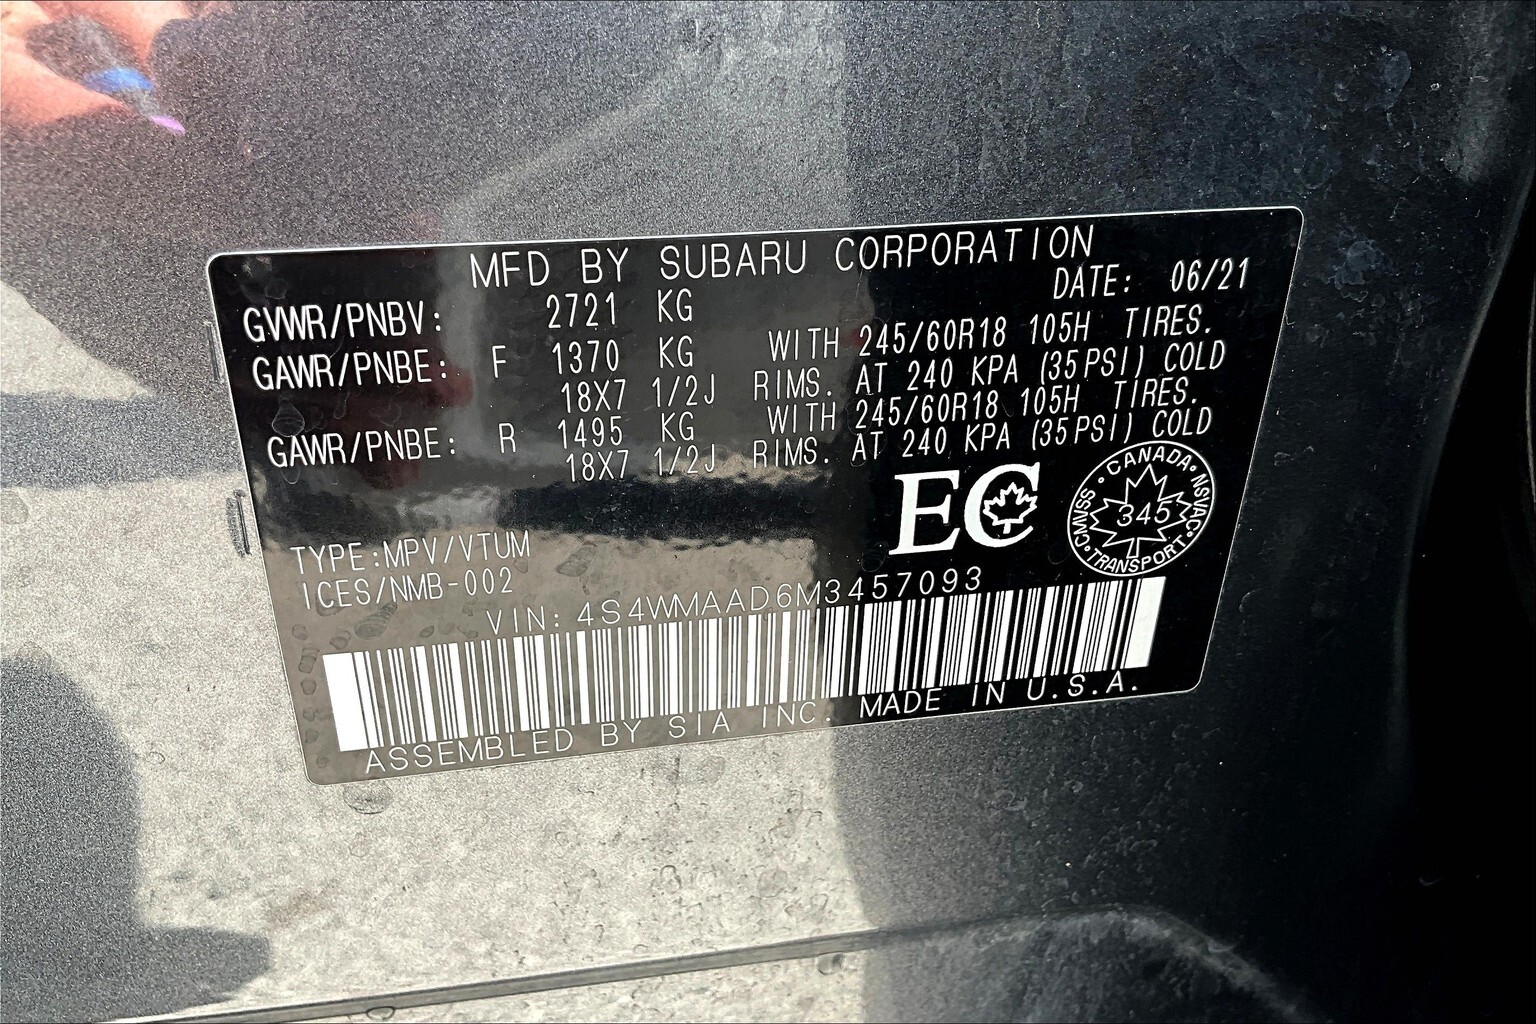 MFD BY SUBARU CORPORATION
DATE: 06/21
GVWR/PNBV: 2721 KG
GAWR/PNBE: F 1370 KG WITH 245/60R18 105H TIRES.
18X7 1/2J RIMS. AT 240 KPA (35PSI) COLD
GAWR/PNBE: R 1495 KG WITH 245/60R18 105H TIRES.
18X7 1/2J RIMS. AT 240 KPA (35PSI) COLD
EC
CANADA · NSVAC · TRANSPORT · CMVSS
345
TYPE:MPV/VTUM
ICES/NMB-002
VIN: 4S4WMAAD6M3457093
ASSEMBLED BY SIA INC. MADE IN U.S.A.